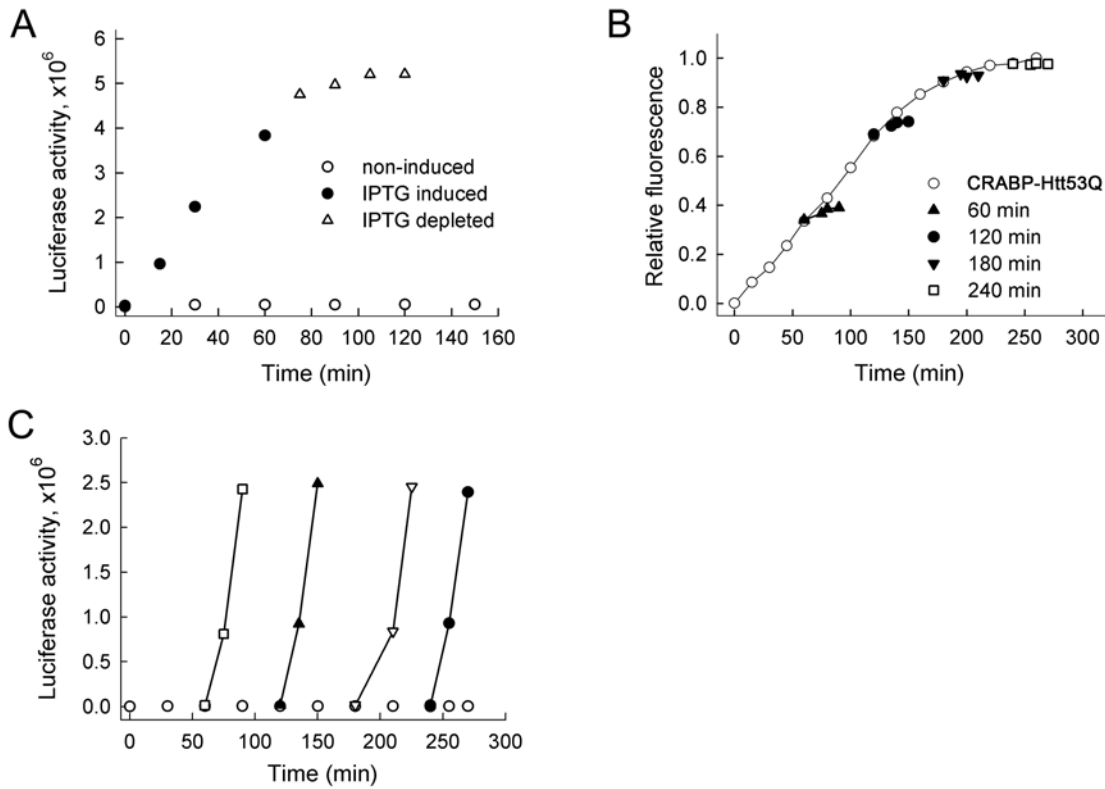 A
Luciferase activity, x10⁶
6
5
4
3
2
1
0
0 20 40 60 80 100 120 140 160
Time (min)
non-induced
IPTG induced
IPTG depleted
B
Relative fluorescence
1.0
0.8
0.6
0.4
0.2
0.0
0 50 100 150 200 250 300
Time (min)
CRABP-Htt53Q
60 min
120 min
180 min
240 min
C
Luciferase activity, x10⁶
3.0
2.5
2.0
1.5
1.0
0.5
0.0
0 50 100 150 200 250 300
Time (min)